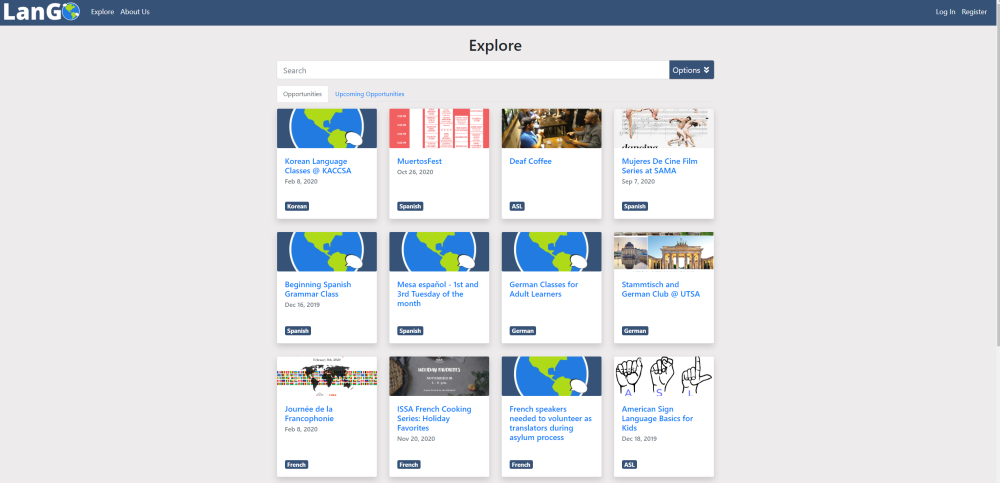 LanGO
Explore
About Us
Log In
Register
Explore
Search
Options
Opportunities
Upcoming Opportunities
Korean Language
Classes @ KACCSA
Feb 8, 2020
Korean
MuertosFest
Oct 26, 2020
Spanish
Deaf Coffee
ASL
dancing
Mujeres De Cine Film
Series at SAMA
Sep 7, 2020
Spanish
Beginning Spanish
Grammar Class
Dec 16, 2019
Spanish
Mesa español - 1st and
3rd Tuesday of the
month
Spanish
German Classes for
Adult Learners
German
Stammtisch and
German Club @ UTSA
German
Journée de la
Francophonie
Feb 8, 2020
French
HOLIDAY FAVORITES
ISSA French Cooking
Series: Holiday
Favorites
Nov 20, 2020
French
French speakers
needed to volunteer as
translators during
asylum process
French
A S L
American Sign
Language Basics for
Kids
Dec 18, 2019
ASL